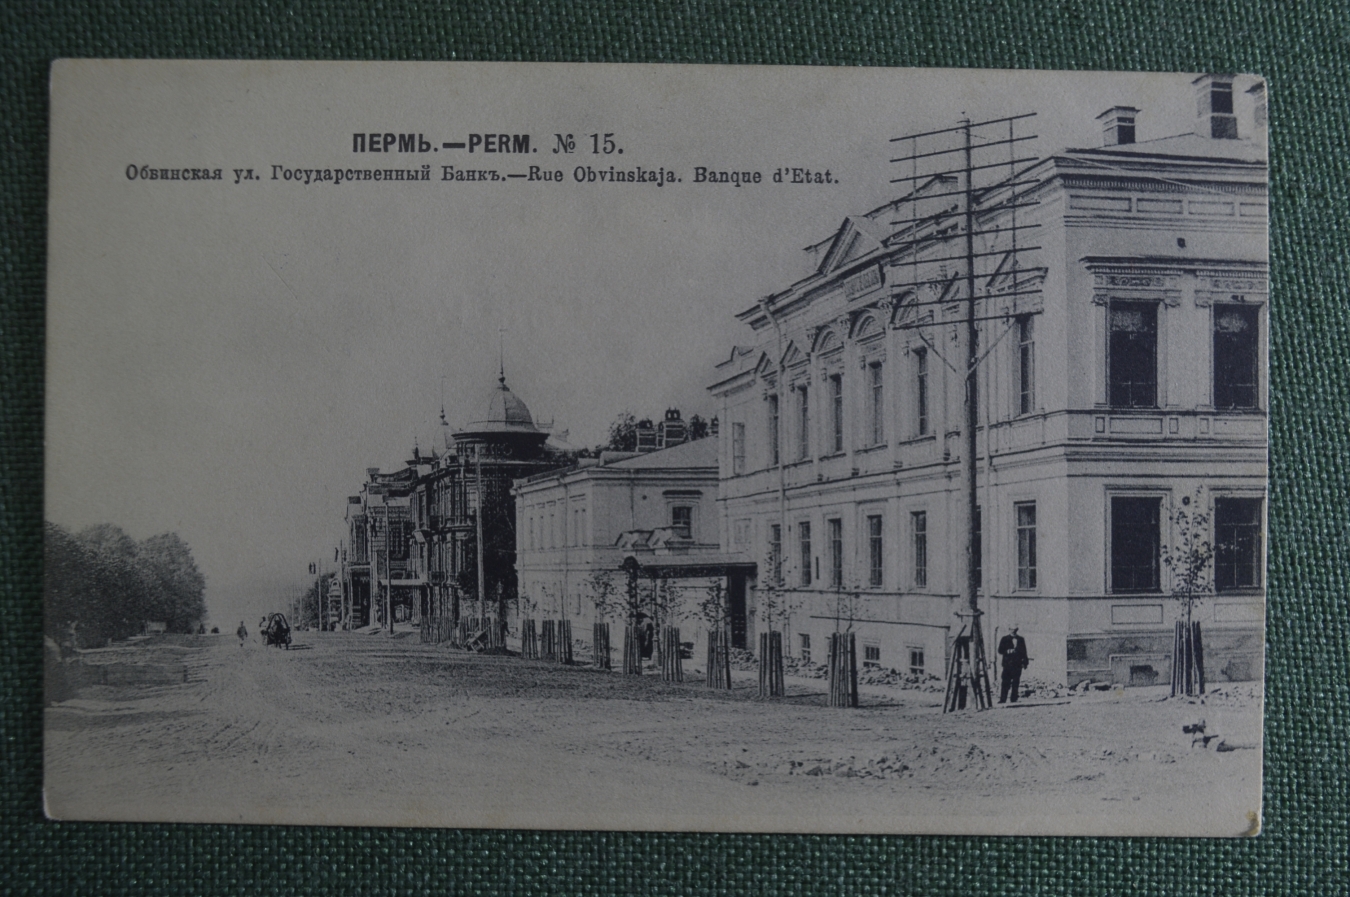 ПЕРМЬ.—PERM. № 15.
Обвинская ул. Государственный Банкъ.—Rue Obvinskaja. Banque d'Etat.